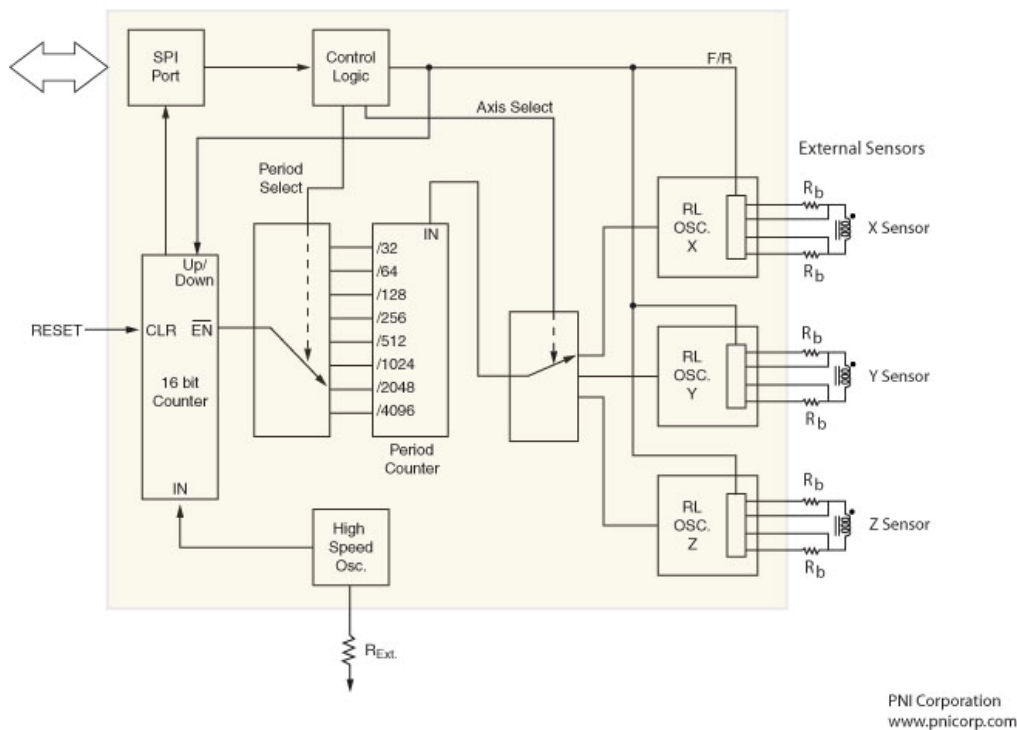 SPI
Port
Control
Logic
F/R
Axis Select
Period
Select
External Sensors
IN
/32
/64
/128
/256
/512
/1024
/2048
/4096
Period
Counter
Up/
Down
RESET
CLR
EN
16 bit
Counter
IN
High
Speed
Osc.
RExt.
RL
OSC.
X
Rb
Rb
X Sensor
RL
OSC.
Y
Rb
Rb
Y Sensor
RL
OSC.
Z
Rb
Rb
Z Sensor
PNI Corporation
www.pnicorp.com